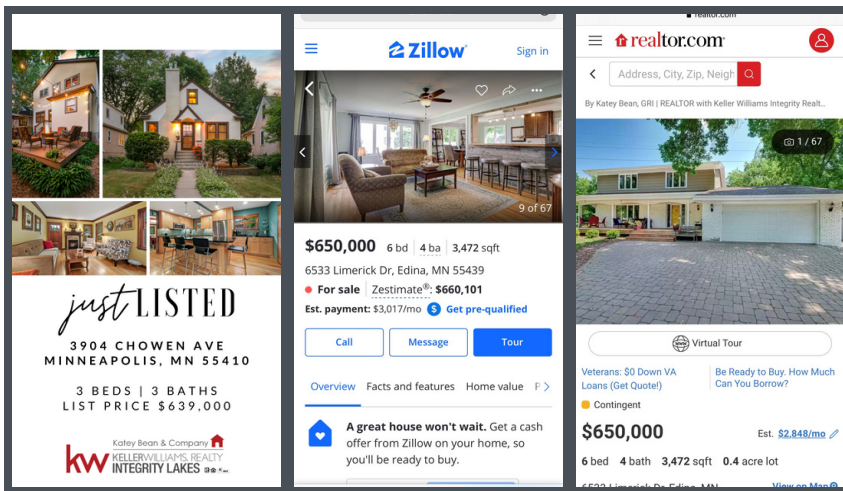 just LISTED
3904 CHOWEN AVE
MINNEAPOLIS, MN 55410
3 BEDS | 3 BATHS
LIST PRICE $639,000
Katey Bean & Company
kw KELLERWILLIAMS. REALTY
INTEGRITY LAKES
Zillow
Sign in
9 of 67
$650,000 6 bd 4 ba 3,472 sqft
6533 Limerick Dr, Edina, MN 55439
For sale Zestimate®: $660,101
Est. payment: $3,017/mo $ Get pre-qualified
Call Message Tour
Overview Facts and features Home value P
A great house won't wait. Get a cash
offer from Zillow on your home, so
you'll be ready to buy.
realtor.com
realtor.com
Address, City, Zip, Neigh
By Katey Bean, GRI | REALTOR with Keller Williams Integrity Realt...
1 / 67
Virtual Tour
Veterans: $0 Down VA
Loans (Get Quote!)
Be Ready to Buy. How Much
Can You Borrow?
Contingent
$650,000 Est. $2,848/mo
6 bed 4 bath 3,472 sqft 0.4 acre lot
6533 Limerick Dr, Edina, MN View on Map